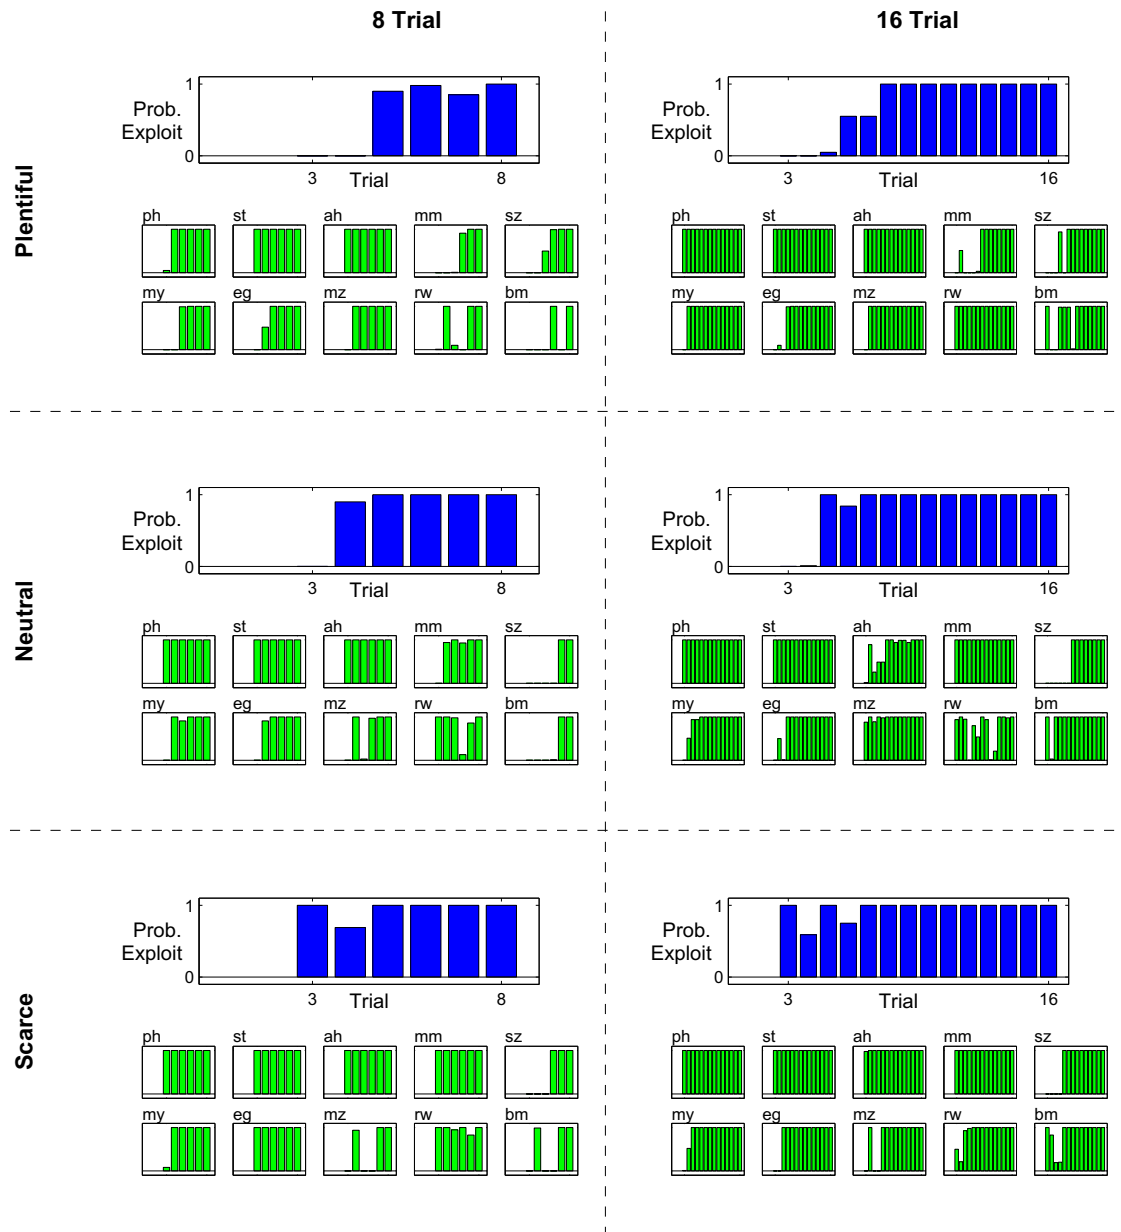 8 Trial 16 Trial
Plentiful
Prob. Exploit
1
0
3 Trial 8
ph st ah mm sz
my eg mz rw bm
Prob. Exploit
1
0
3 Trial 16
ph st ah mm sz
my eg mz rw bm
Neutral
Prob. Exploit
1
0
3 Trial 8
ph st ah mm sz
my eg mz rw bm
Prob. Exploit
1
0
3 Trial 16
ph st ah mm sz
my eg mz rw bm
Scarce
Prob. Exploit
1
0
3 Trial 8
ph st ah mm sz
my eg mz rw bm
Prob. Exploit
1
0
3 Trial 16
ph st ah mm sz
my eg mz rw bm